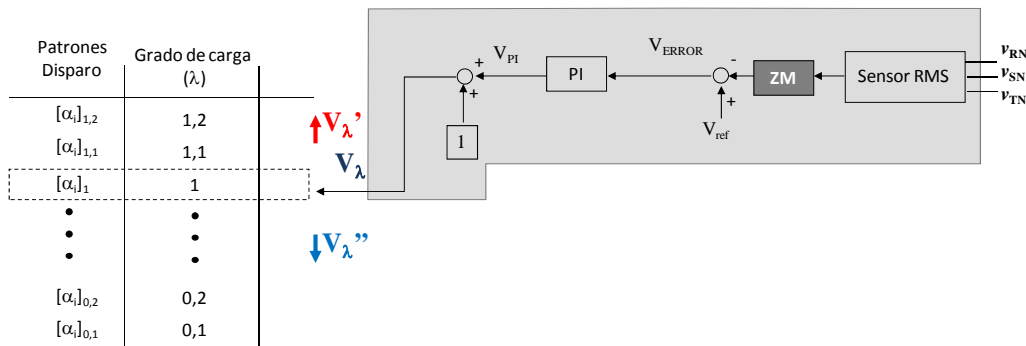 Patrones Disparo
Grado de carga (λ)
[αi]1,2
1,2
[αi]1,1
1,1
[αi]1
1
[αi]0,2
0,2
[αi]0,1
0,1
Vλ’
Vλ
Vλ’’
VPI
+
+
1
PI
VERROR
-
+
Vref
ZM
Sensor RMS
vRN
vSN
vTN